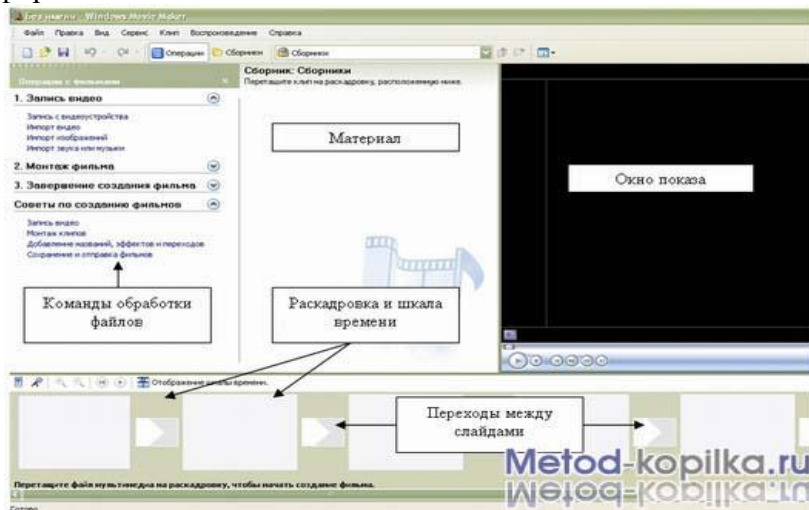 Без имени - Windows Movie Maker
Файл Правка Вид Сервис Клип Воспроизведение Справка
Операции Сборники Сборники
Операции с фильмами
Сборник: Сборники
Перетащите клип на раскадровку, расположенную ниже.
1. Запись видео
Запись с видеоустройства
Импорт видео
Импорт изображений
Импорт звука или музыки
2. Монтаж фильма
3. Завершение создания фильма
Советы по созданию фильмов
Запись видео
Монтаж клипов
Добавление названий, эффектов и переходов
Сохранение и отправка фильмов
Материал
Окно показа
Команды обработки
файлов
Раскадровка и шкала
времени
Отображение шкалы времени.
Переходы между
слайдами
Перетащите файл мультимедиа на раскадровку, чтобы начать создание фильма.
Metod-kopilka.ru
Готово